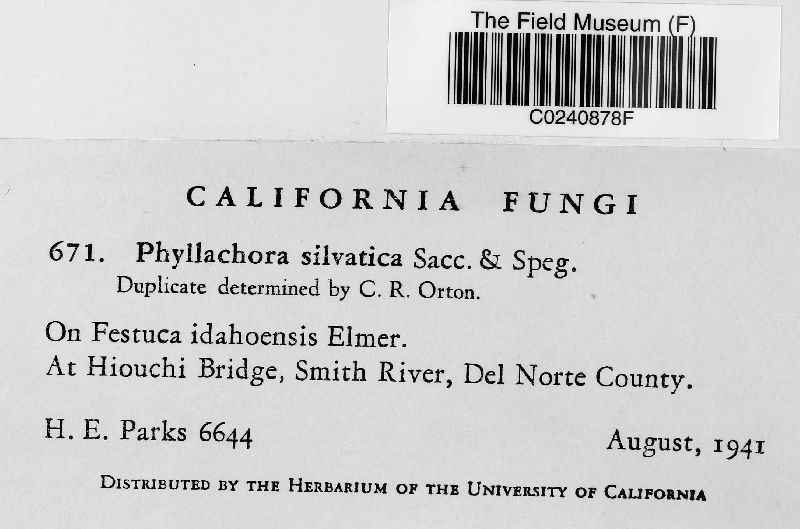 The Field Museum (F)
C0240878F
CALIFORNIA FUNGI
671. Phyllachora silvatica Sacc. & Speg.
Duplicate determined by C. R. Orton.
On Festuca idahoensis Elmer.
At Hiouchi Bridge, Smith River, Del Norte County.
H. E. Parks 6644 August, 1941
DISTRIBUTED BY THE HERBARIUM OF THE UNIVERSITY OF CALIFORNIA